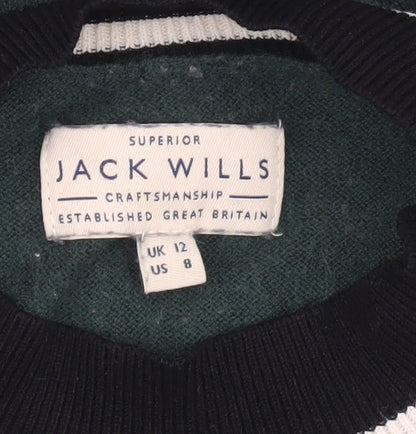 SUPERIOR
JACK WILLS
CRAFTSMANSHIP
ESTABLISHED GREAT BRITAIN
UK 12
US 8